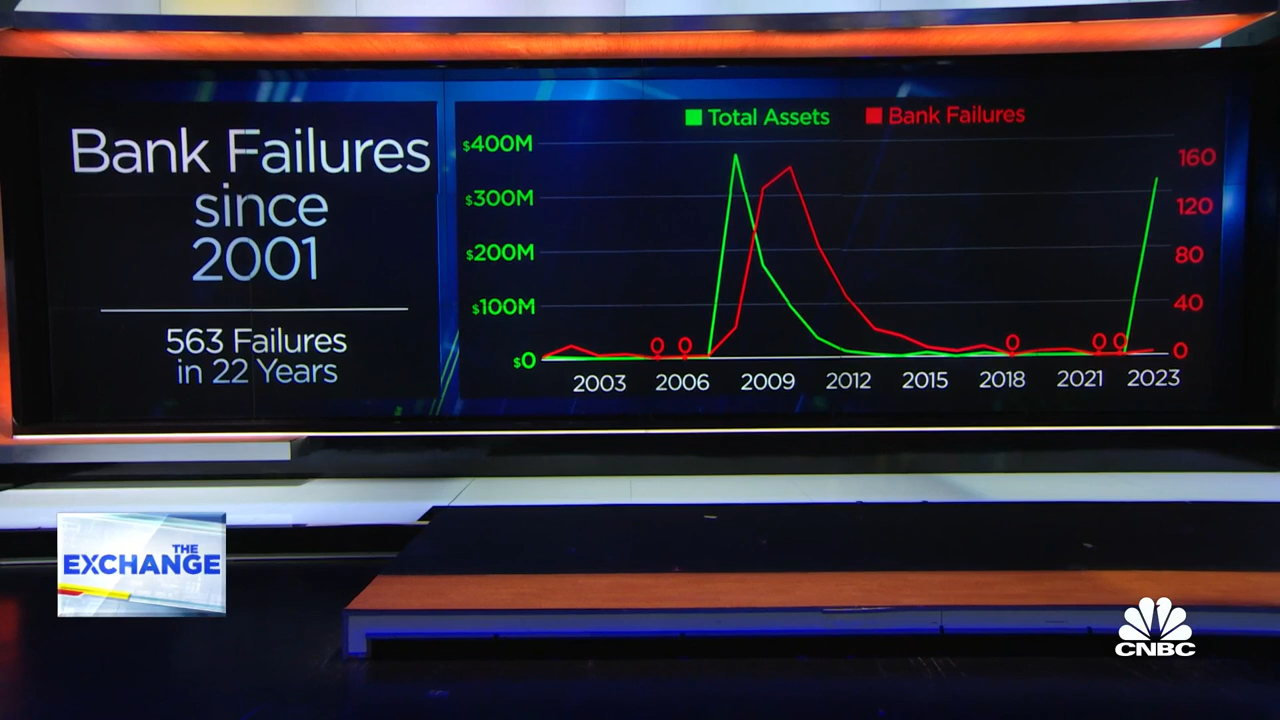 Bank Failures
since
2001
563 Failures
in 22 Years
Total Assets
Bank Failures
$400M
$300M
$200M
$100M
$0
160
120
80
40
0
0
0
0
0
0
2003
2006
2009
2012
2015
2018
2021
2023
THE
EXCHANGE
CNBC